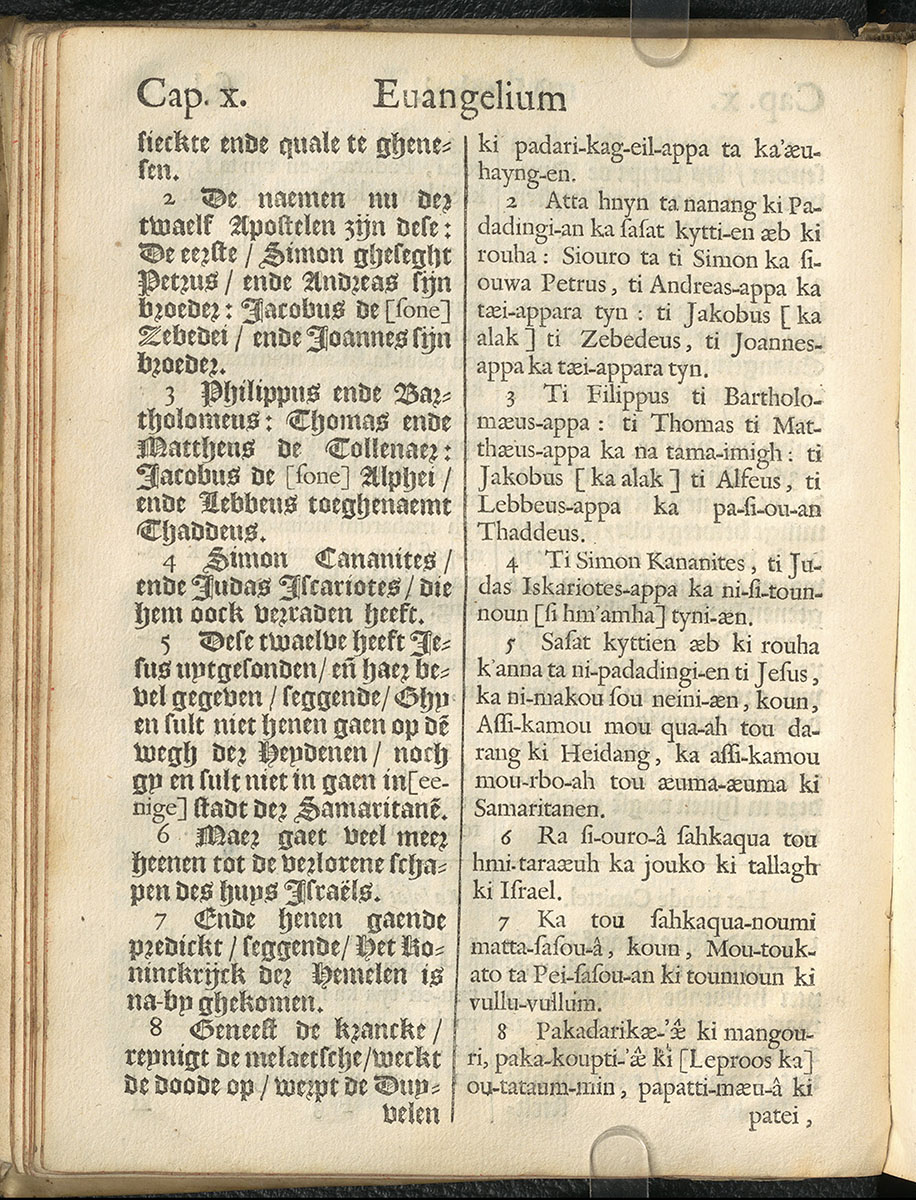 Cap. x. Euangelium
sieckte ende quale te ghene-
sen.
2 De naemen nu der
twaelf Apostelen zijn dese:
De eerste / Simon gheseght
Petrus / ende Andreas sijn
broeder: Jacobus de [sone]
Zebedei / ende Joannes sijn
broeder.
3 Philippus ende Bar-
tholomeus: Thomas ende
Mattheus de Tollenaer:
Jacobus de [sone] Alphei /
ende Lebbeus toeghenaemt
Thaddeus.
4 Simon Cananites /
ende Judas Iscariotes / die
hem oock verraden heeft.
5 Dese twaelve heeft Je-
sus uytgesonden / eñ haer be-
vel gegeven / seggende / Ghy
en sult niet henen gaen op dẽ
wegh der Heydenen / noch
gy en sult niet in gaen in [ee-
nige] stadt der Samaritanẽ.
6 Maer gaet veel meer
heenen tot de verlorene scha-
pen des huys Israëls.
7 Ende henen gaende
predickt / seggende / Het Ko-
ninckrijck der Hemelen is
na-by ghekomen.
8 Geneest de krancke /
reynigt de melaetsche / weckt
de doode op / werpt de Duy-
velen
ki padari-kag-eil-appa ta ka'æu-
hayng-en.
2 Atta hnyn ta nanang ki Pa-
dadingi-an ka ſaſat kytti-en æb ki
rouha : Siouro ta ti Simon ka ſi-
ouwa Petrus , ti Andreas-appa ka
tæi-appara tyn : ti Jakobus [ ka
alak ] ti Zebedeus , ti Joannes-
appa ka tæi-appara tyn.
3 Ti Filippus ti Bartholo-
mæus-appa : ti Thomas ti Mat-
thæus-appa ka na tama-imigh : ti
Jakobus [ ka alak ] ti Alfeus , ti
Lebbeus-appa ka pa-ſi-ou-an
Thaddeus.
4 Ti Simon Kananites , ti Ju-
das Iskariotes-appa ka ni-ſi-toun-
noun [ſi hm'amha] tyni-æn.
5 Saſat kyttien æb ki rouha
k'anna ta ni-padadingi-en ti Jeſus ,
ka ni-makou ſou neini-æn , koun ,
Aſſi-kamou mou qua-ah tou da-
rang ki Heidang , ka aſſi-kamou
mou-rbo-ah tou æuma-æuma ki
Samaritanen.
6 Ra ſi-ouro-â ſahkaqua tou
hmi-taraæuh ka jouko ki tallagh
ki Iſrael.
7 Ka tou ſahkaqua-noumi
matta-ſaſou-â , koun , Mou-touk-
ato ta Pei-ſaſou-an ki tounnoun ki
vullu-vullum.
8 Pakadarikæ-'æ̂ ki mangou-
ri, paka-koupti-'æ̂ ki [Leproos ka]
ou-tataum-min , papatti-mæu-â ki
patei ,